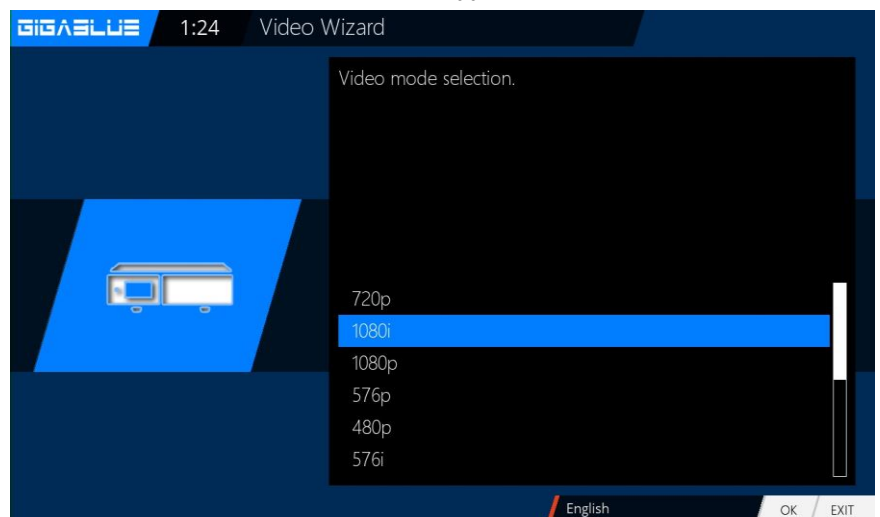 GIGABLUE 1:24 Video Wizard
Video mode selection.
720p
1080i
1080p
576p
480p
576i
English OK EXIT